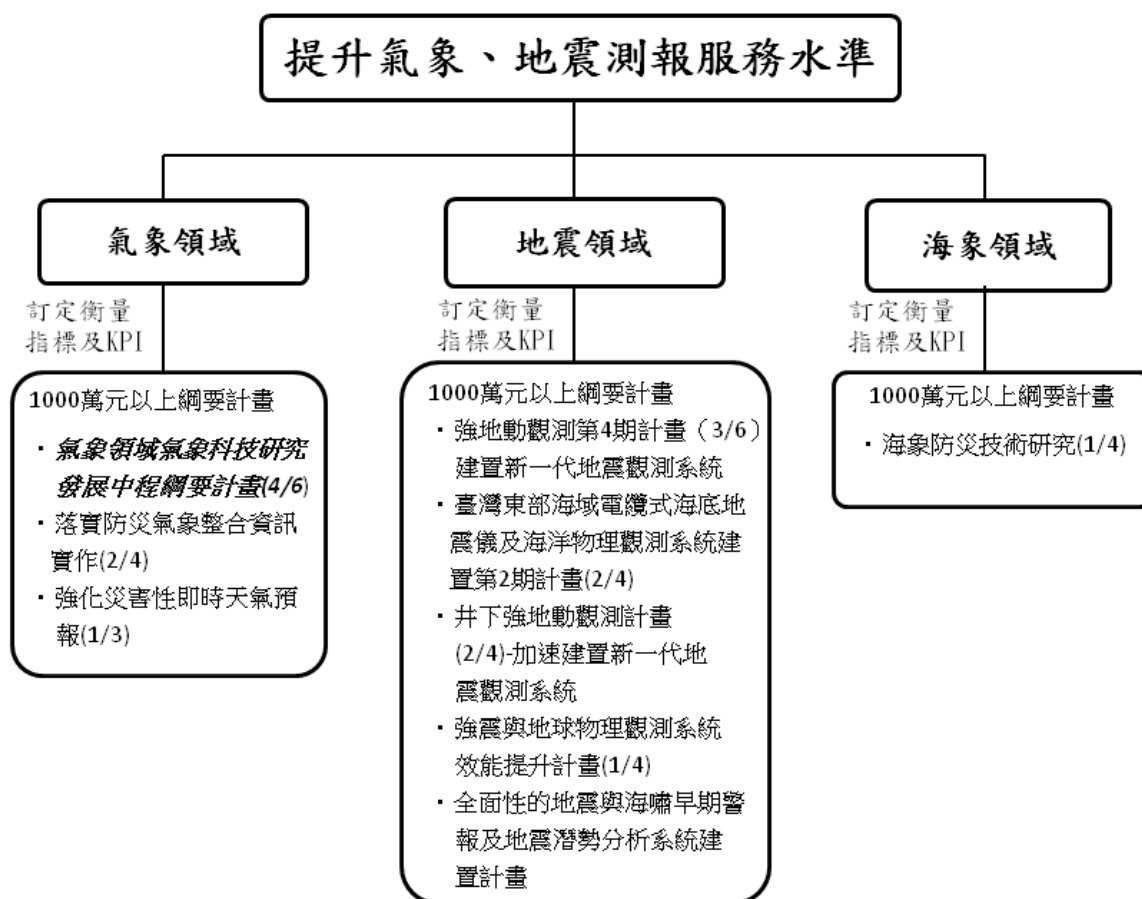 提升氣象、地震測報服務水準
氣象領域
訂定衡量
指標及KPI
1000萬元以上綱要計畫
・氣象領域氣象科技研究
發展中程綱要計畫(4/6)
・落實防災氣象整合資訊
實作(2/4)
・強化災害性即時天氣預
報(1/3)
地震領域
訂定衡量
指標及KPI
1000萬元以上綱要計畫
・強地動觀測第4期計畫（3/6）
建置新一代地震觀測系統
・臺灣東部海域電纜式海底地
震儀及海洋物理觀測系統建
置第2期計畫(2/4)
・井下強地動觀測計畫
(2/4)-加速建置新一代地
震觀測系統
・強震與地球物理觀測系統
效能提升計畫(1/4)
・全面性的地震與海嘯早期警
報及地震潛勢分析系統建
置計畫
海象領域
訂定衡量
指標及KPI
1000萬元以上綱要計畫
・海象防災技術研究(1/4)